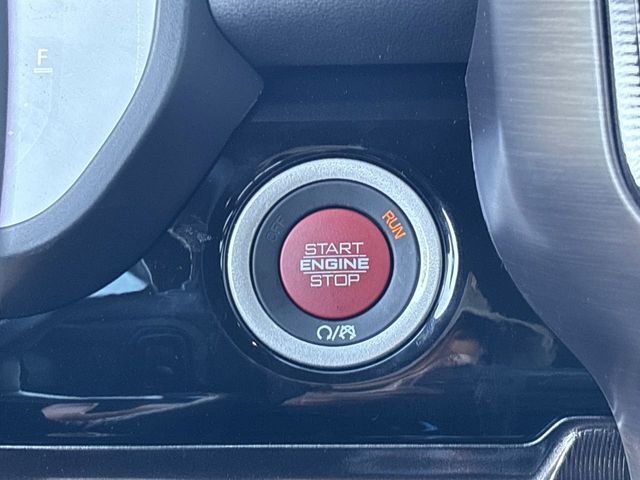 F
OFF
RUN
START
ENGINE
STOP